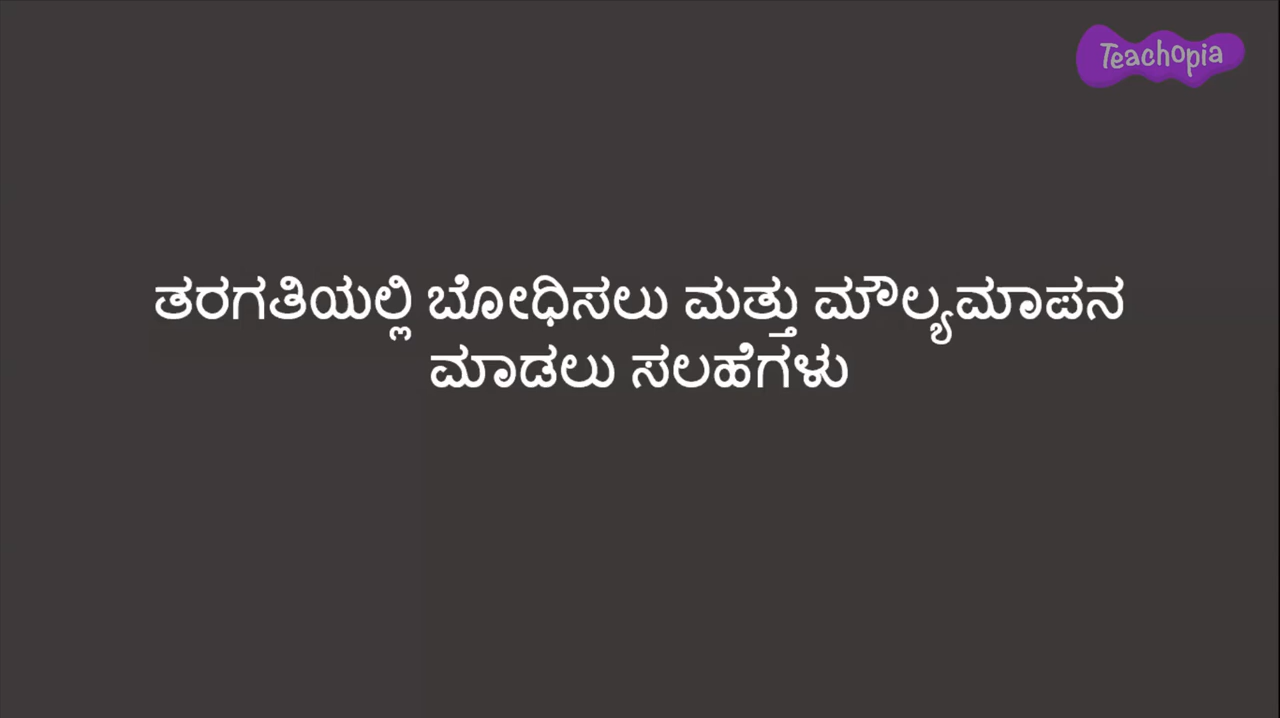 Teachopia
ತರಗತಿಯಲ್ಲಿ ಬೋಧಿಸಲು ಮತ್ತು ಮೌಲ್ಯಮಾಪನ
ಮಾಡಲು ಸಲಹೆಗಳು